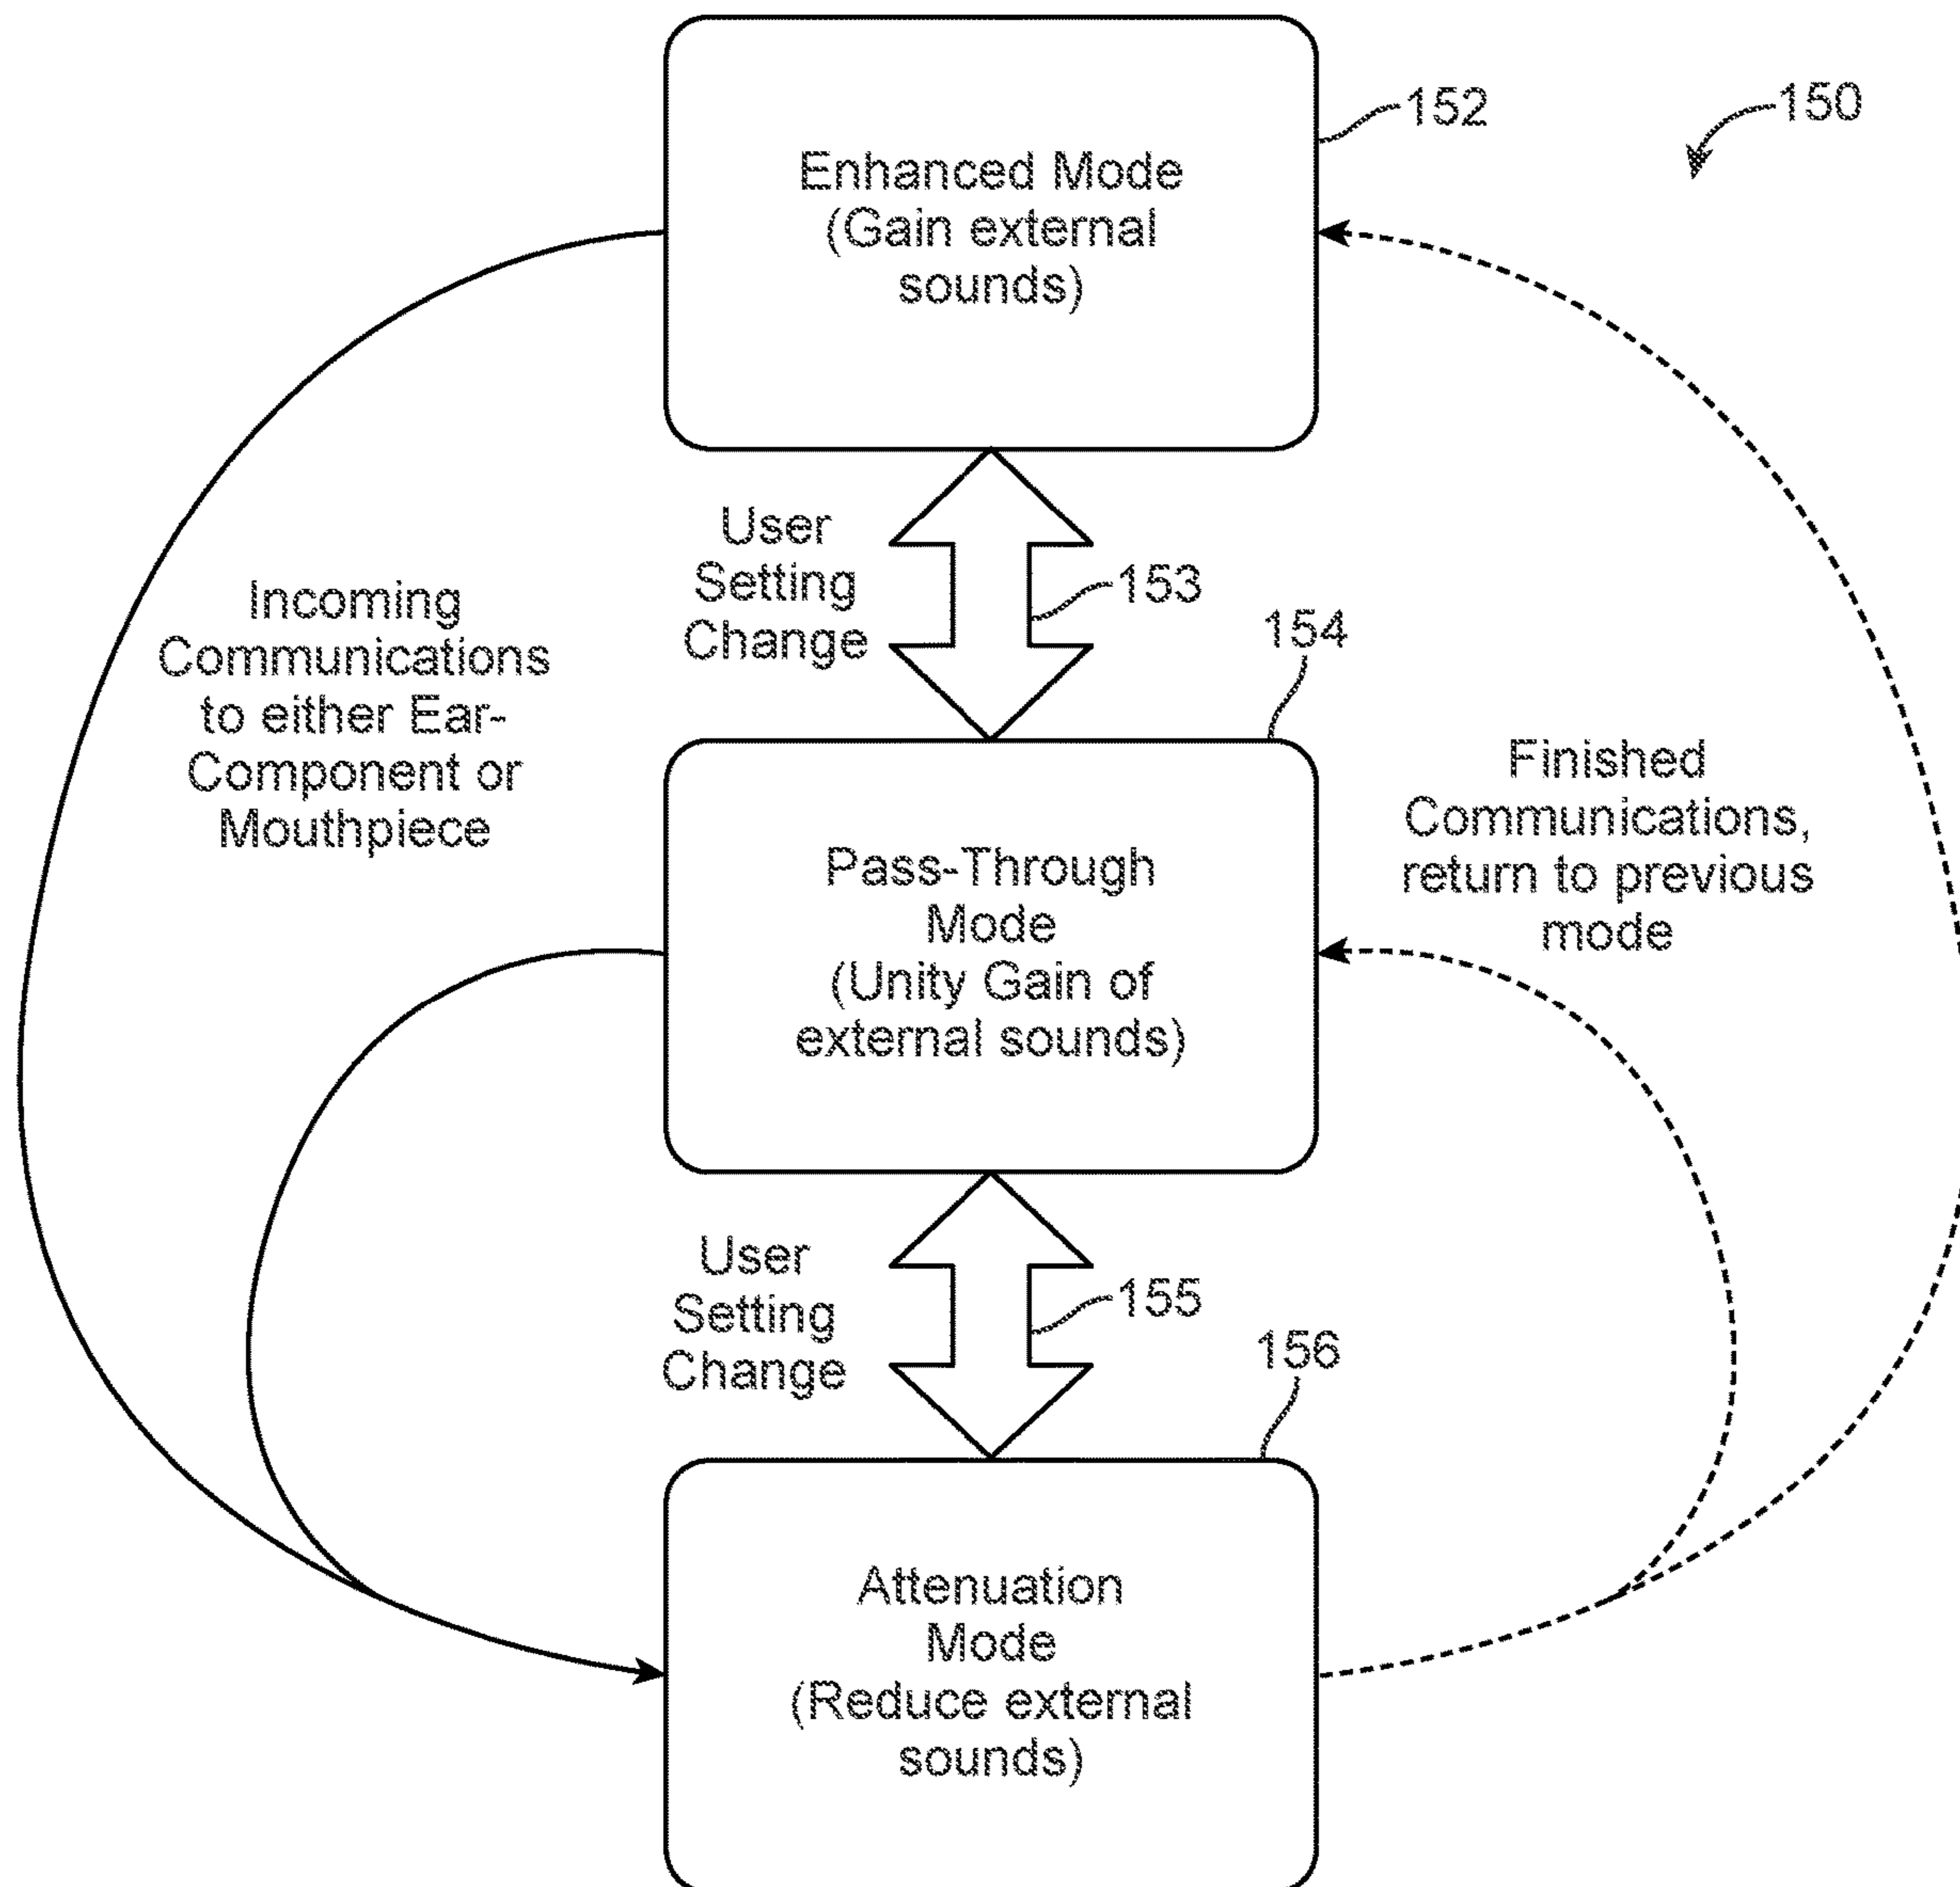 150
152
Enhanced Mode
(Gain external
sounds)
User
Setting
Change
153
Incoming
Communications
to either Ear-
Component or
Mouthpiece
154
Pass-Through
Mode
(Unity Gain of
external sounds)
Finished
Communications,
return to previous
mode
User
Setting
Change
155
156
Attenuation
Mode
(Reduce external
sounds)